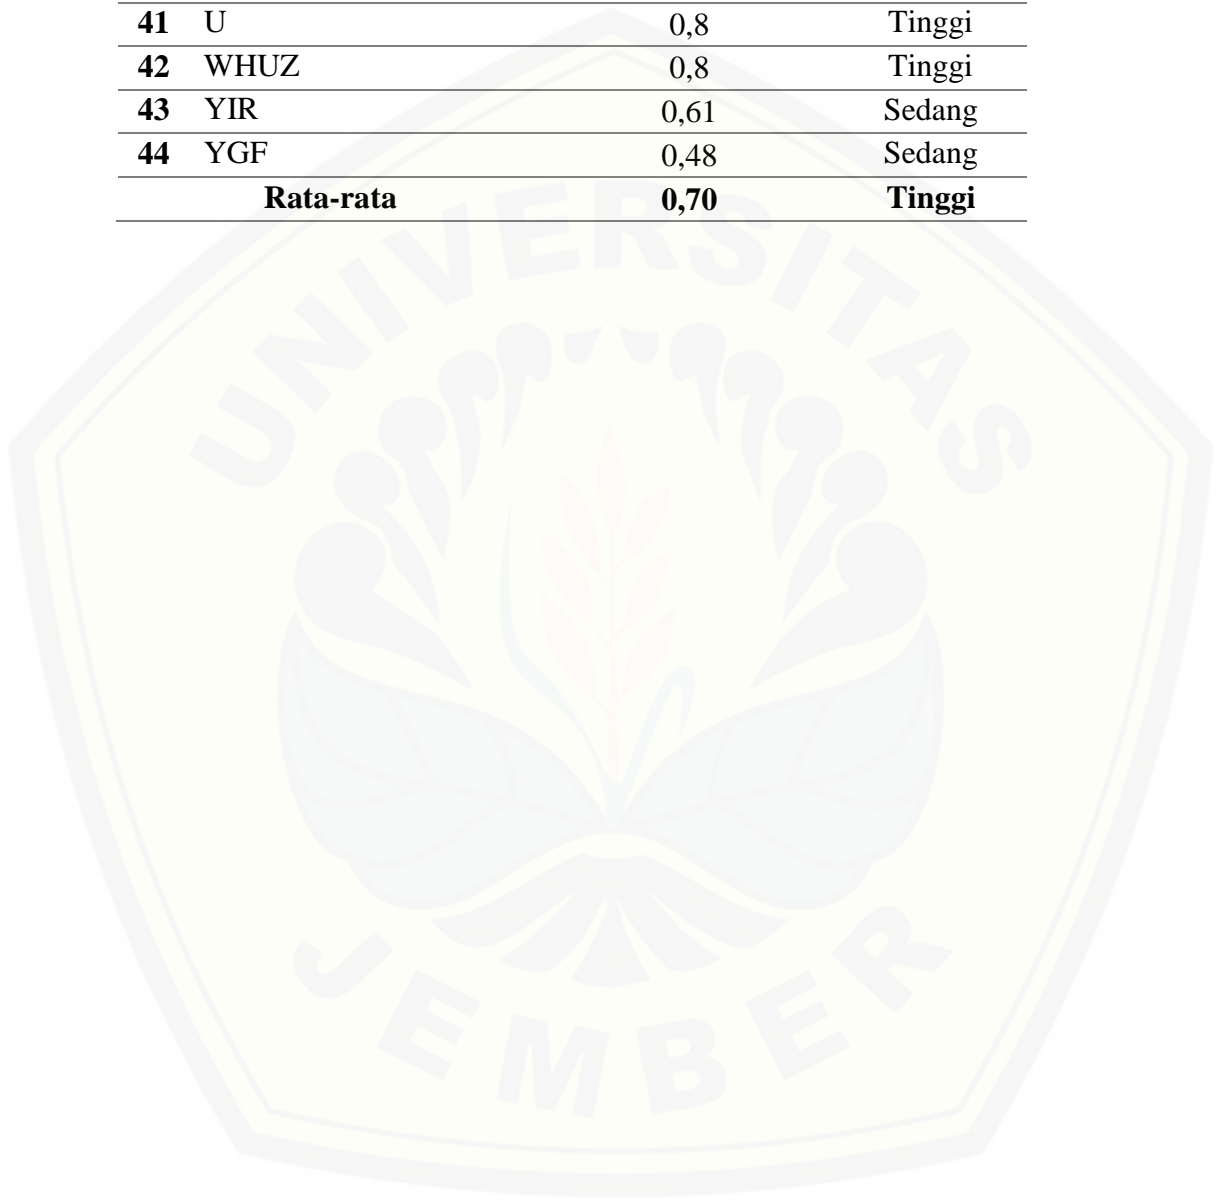 41 U 0,8 Tinggi
42 WHUZ 0,8 Tinggi
43 YIR 0,61 Sedang
44 YGF 0,48 Sedang
Rata-rata 0,70 Tinggi
UNIVERSITAS
JEMBER